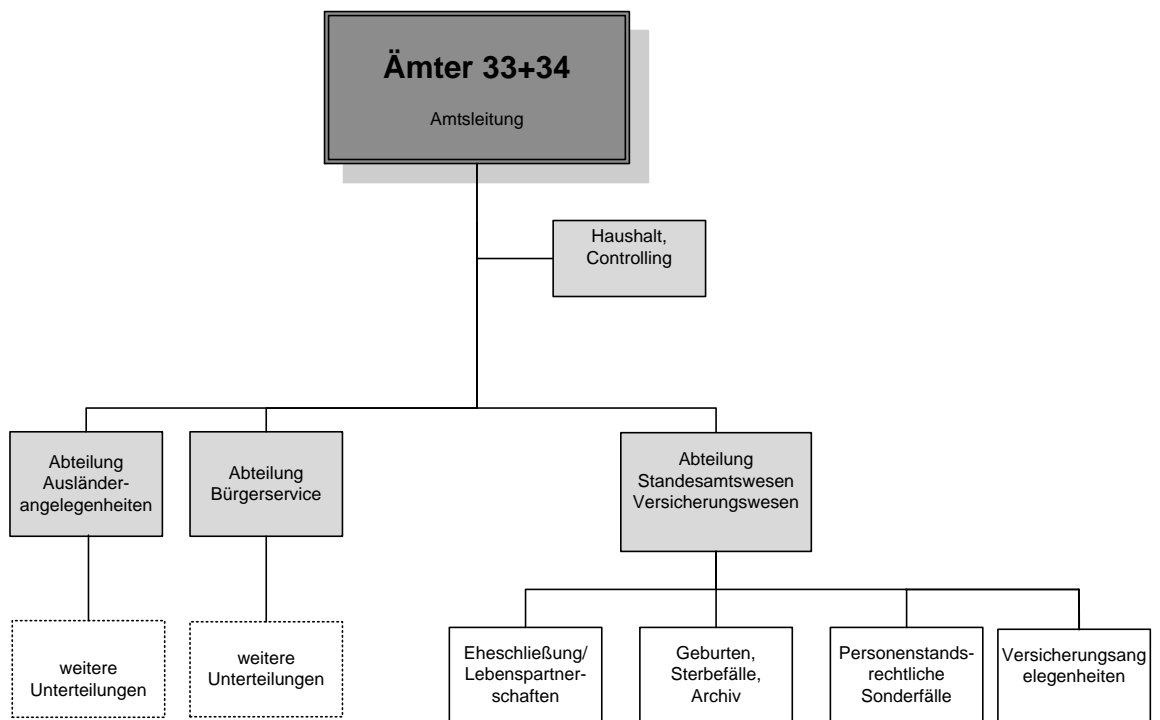 Ämter 33+34
Amtsleitung
Haushalt,
Controlling
Abteilung
Ausländer-
angelegenheiten
Abteilung
Bürgerservice
Abteilung
Standesamtswesen
Versicherungswesen
weitere
Unterteilungen
weitere
Unterteilungen
Eheschließung/
Lebenspartner-
schaften
Geburten,
Sterbefälle,
Archiv
Personenstands-
rechtliche
Sonderfälle
Versicherungsang
elegenheiten